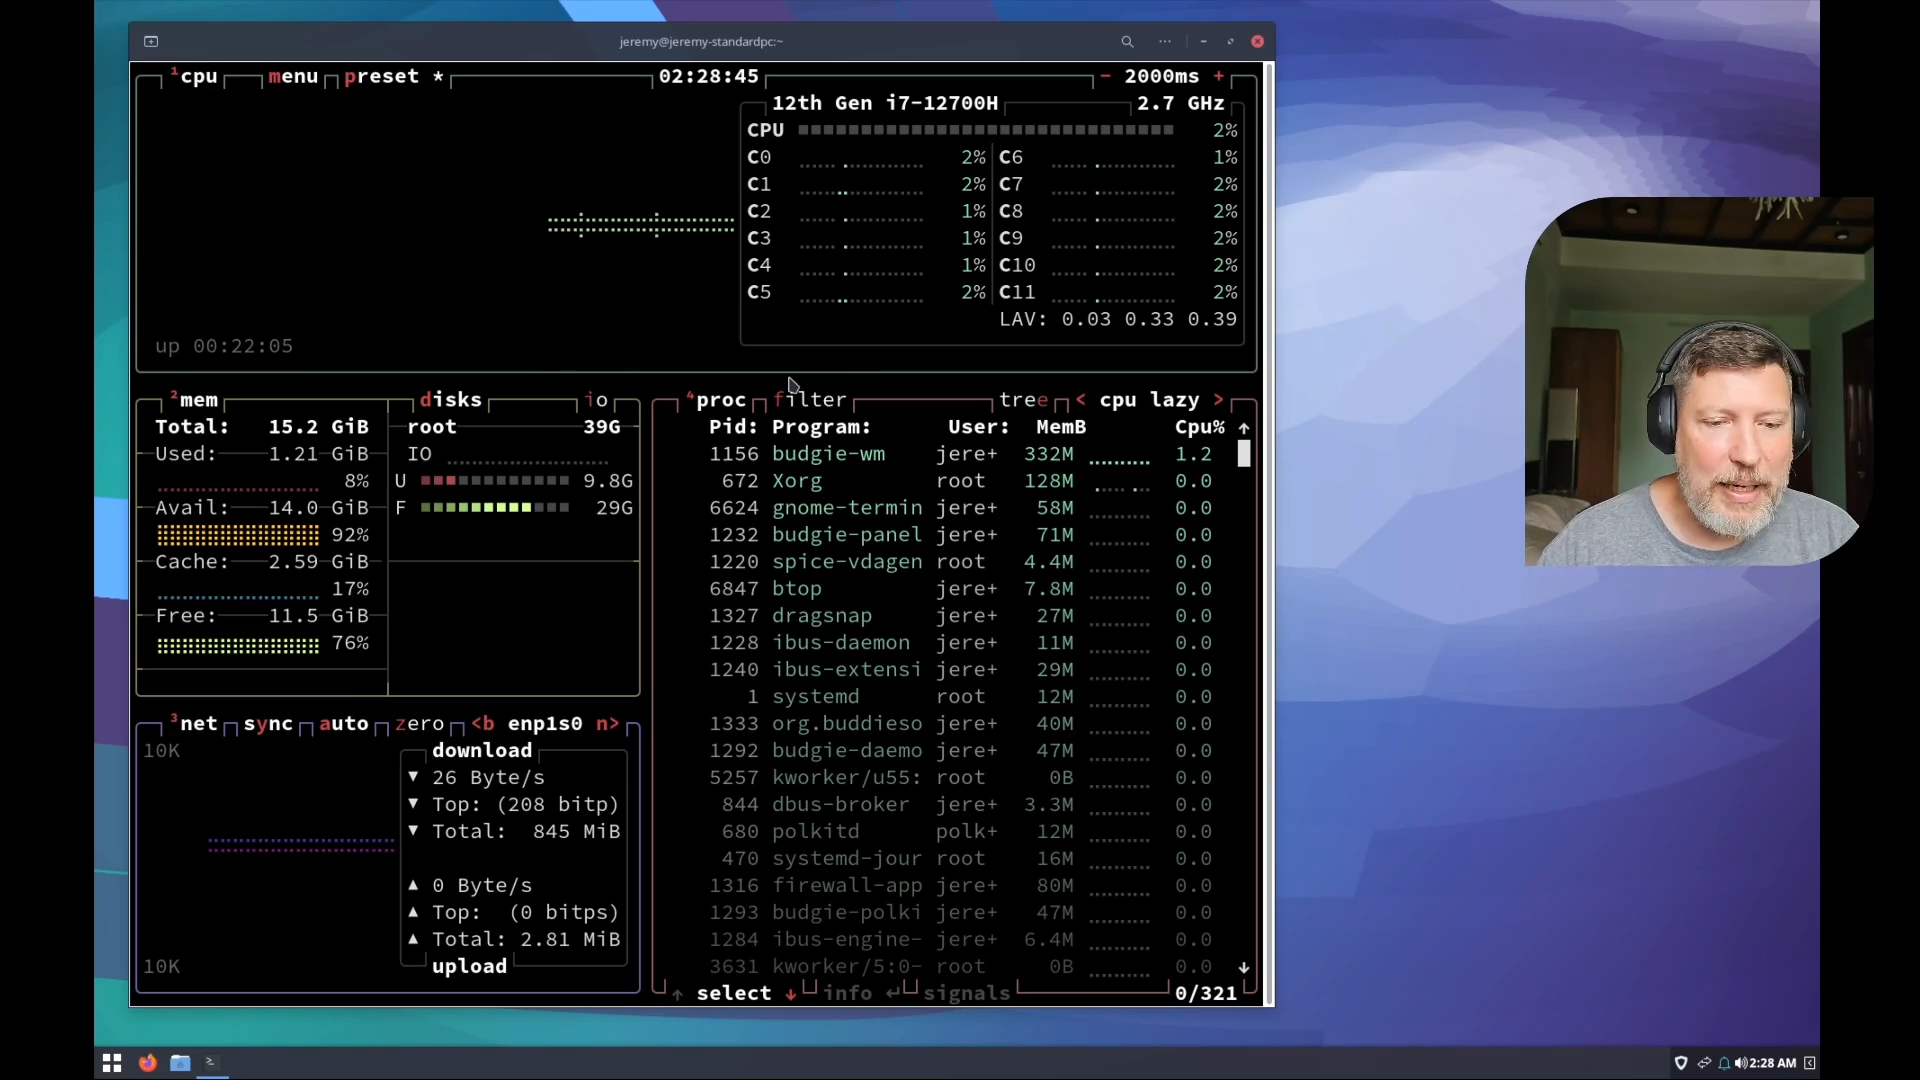 jeremy@jeremy-standardpc:~
¹cpu menu preset * 02:28:45 - 2000ms +
12th Gen i7-12700H 2.7 GHz
CPU 2%
C0 2% C6 1%
C1 2% C7 2%
C2 1% C8 2%
C3 1% C9 2%
C4 1% C10 2%
C5 2% C11 2%
LAV: 0.03 0.33 0.39
up 00:22:05
²mem disks io
Total: 15.2 GiB root 39G
Used: 1.21 GiB IO
8% U 9.8G
Avail: 14.0 GiB F 29G
92%
Cache: 2.59 GiB
17%
Free: 11.5 GiB
76%
³net sync auto zero <b enp1s0 n>
10K download
▼ 26 Byte/s
▼ Top: (208 bitp)
▼ Total: 845 MiB
▲ 0 Byte/s
▲ Top: (0 bitps)
▲ Total: 2.81 MiB
10K upload
⁴proc filter tree < cpu lazy >
Pid: Program: User: MemB Cpu% ↑
1156 budgie-wm jere+ 332M 1.2
672 Xorg root 128M 0.0
6624 gnome-termin jere+ 58M 0.0
1232 budgie-panel jere+ 71M 0.0
1220 spice-vdagen root 4.4M 0.0
6847 btop jere+ 7.8M 0.0
1327 dragsnap jere+ 27M 0.0
1228 ibus-daemon jere+ 11M 0.0
1240 ibus-extensi jere+ 29M 0.0
1 systemd root 12M 0.0
1333 org.buddieso jere+ 40M 0.0
1292 budgie-daemo jere+ 47M 0.0
5257 kworker/u55: root 0B 0.0
844 dbus-broker jere+ 3.3M 0.0
680 polkitd polk+ 12M 0.0
470 systemd-jour root 16M 0.0
1316 firewall-app jere+ 80M 0.0
1293 budgie-polki jere+ 47M 0.0
1284 ibus-engine- jere+ 6.4M 0.0
3631 kworker/5:0- root 0B 0.0 ↓
↑ select ↓ info ↵ signals 0/321
2:28 AM